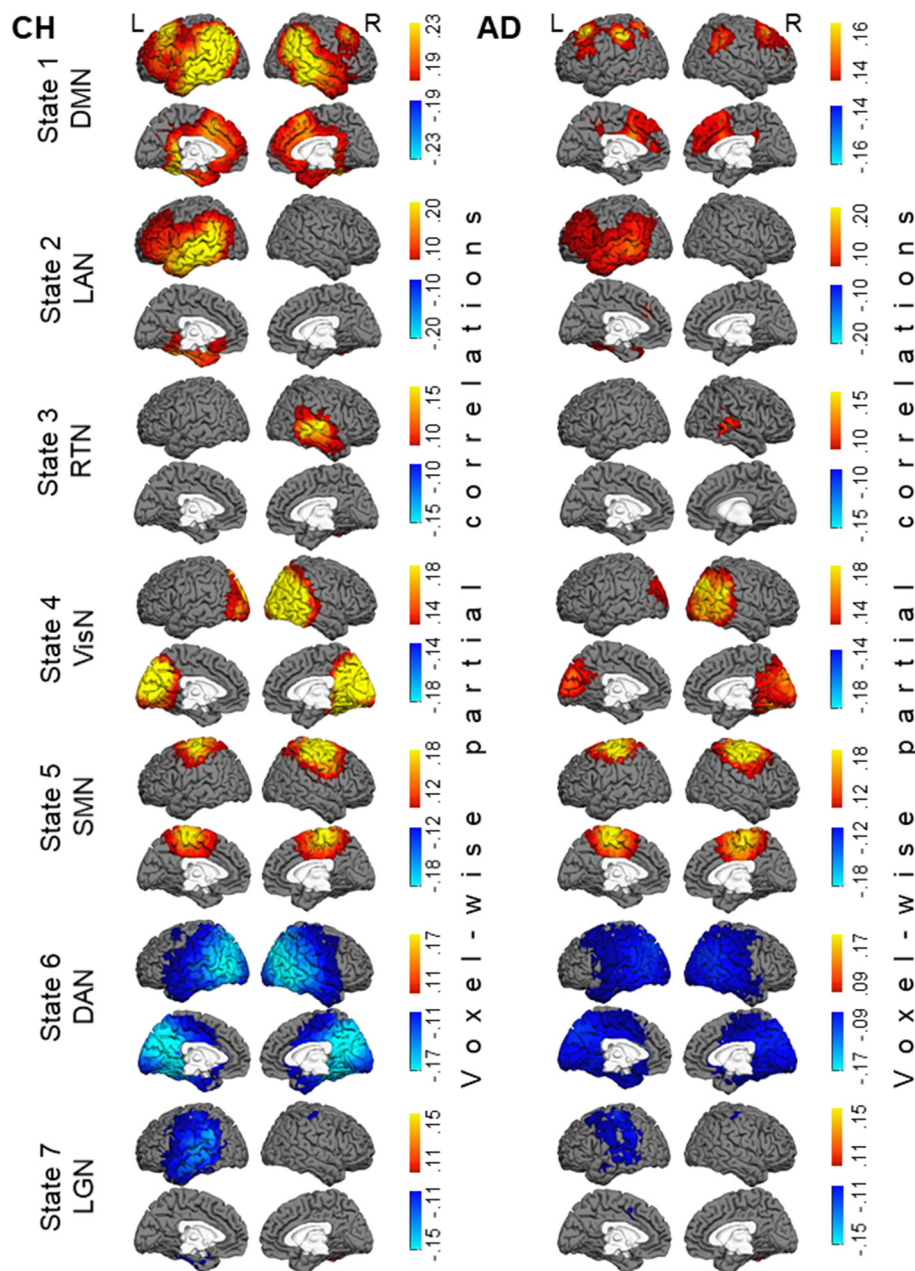 CH
L
R
AD
L
R
State 1
DMN
.23
.19
-.19
-.23
.16
.14
-.14
-.16
State 2
LAN
.20
.10
-.10
-.20
.20
.10
-.10
-.20
State 3
RTN
.15
.10
-.10
-.15
.15
.10
-.10
-.15
State 4
VisN
.18
.14
-.14
-.18
.18
.14
-.14
-.18
State 5
SMN
.18
.12
-.12
-.18
.18
.12
-.12
-.18
State 6
DAN
.17
.11
-.11
-.17
.17
.09
-.09
-.17
State 7
LGN
.15
.11
-.11
-.15
.15
.11
-.11
-.15
Voxel-wise partial correlations
Voxel-wise partial correlations